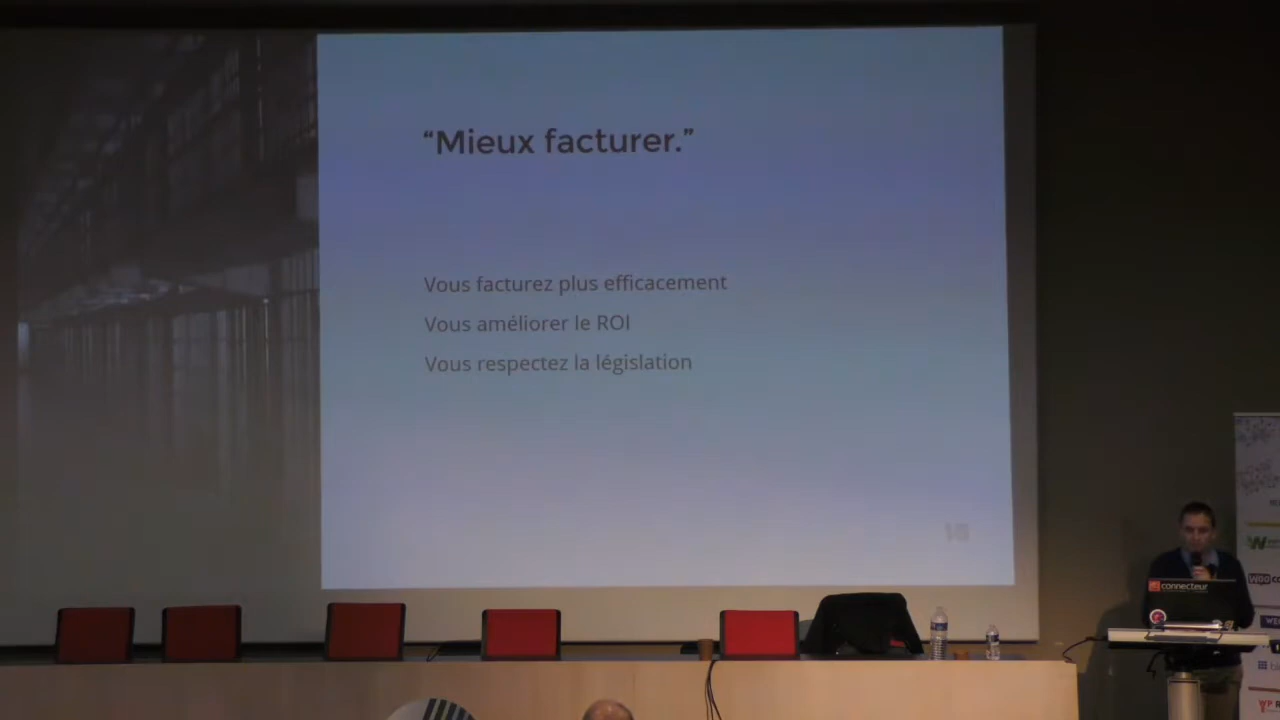 “Mieux facturer.”
Vous facturez plus efficacement
Vous améliorer le ROI
Vous respectez la législation
connecteur